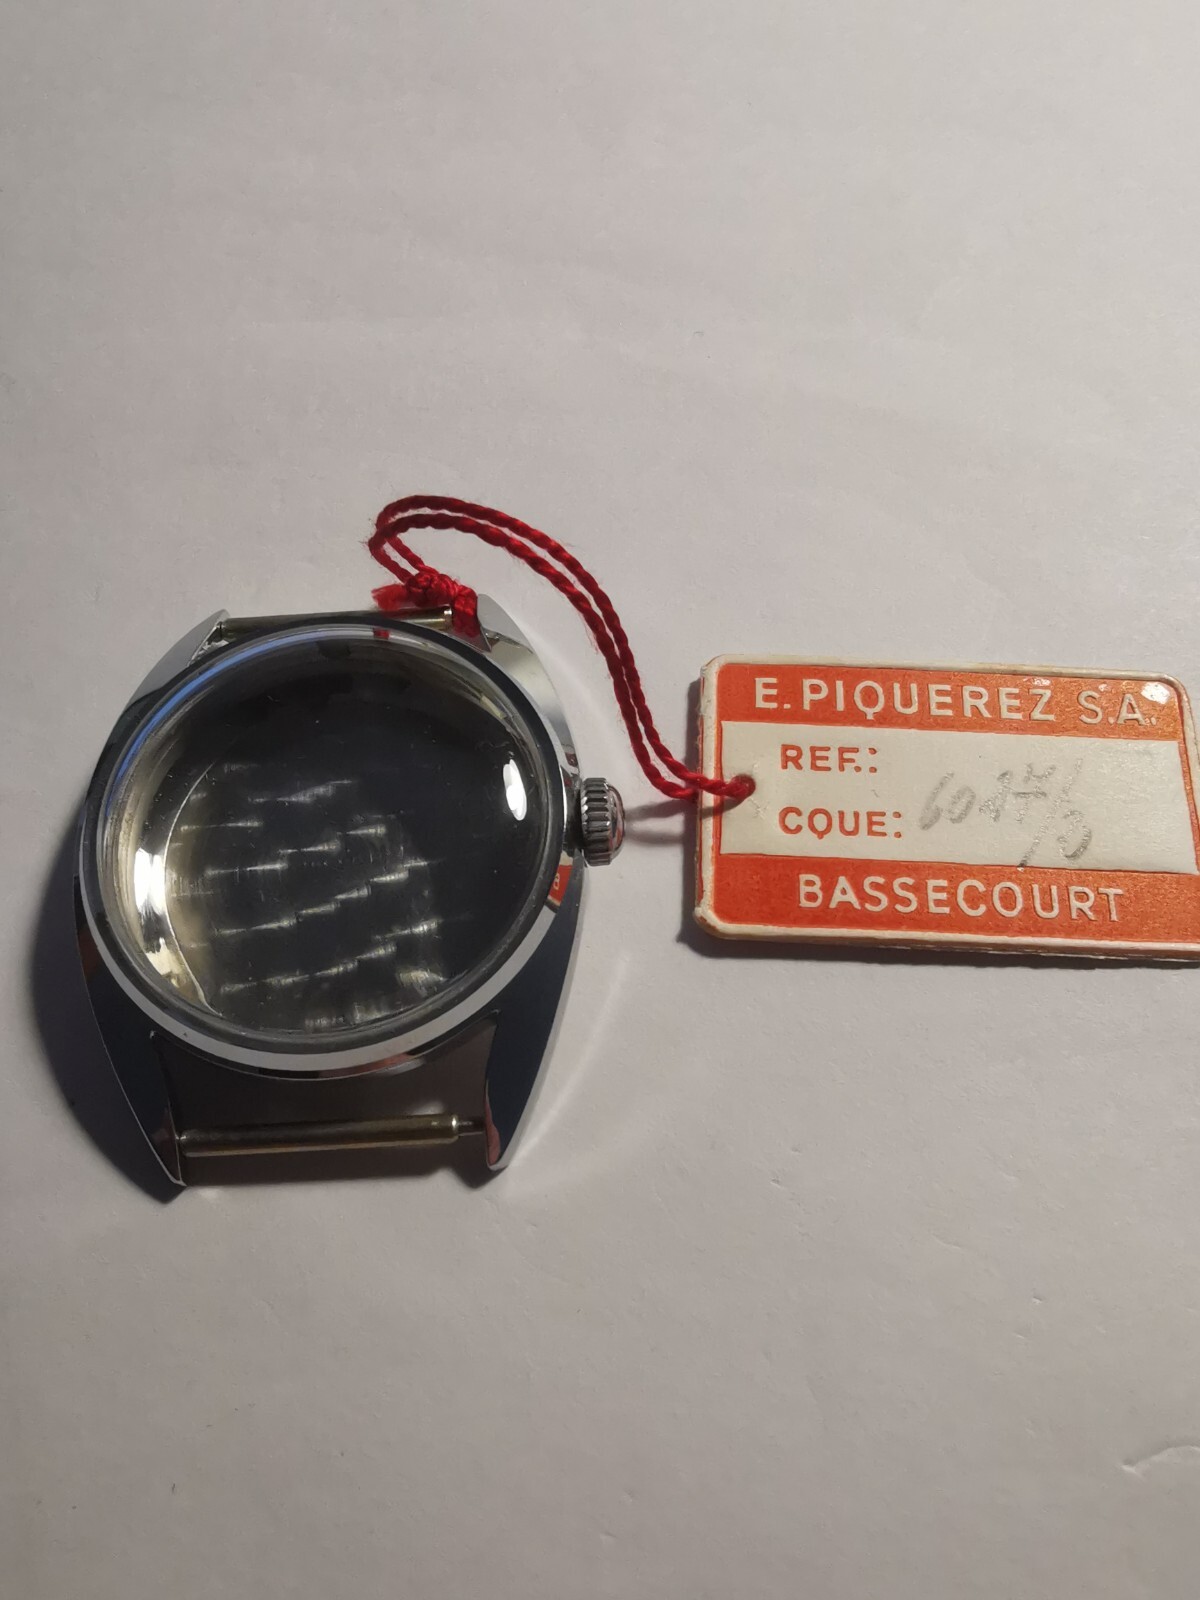 E. PIQUEREZ S.A.
REF.:
CQUE:
BASSECOURT